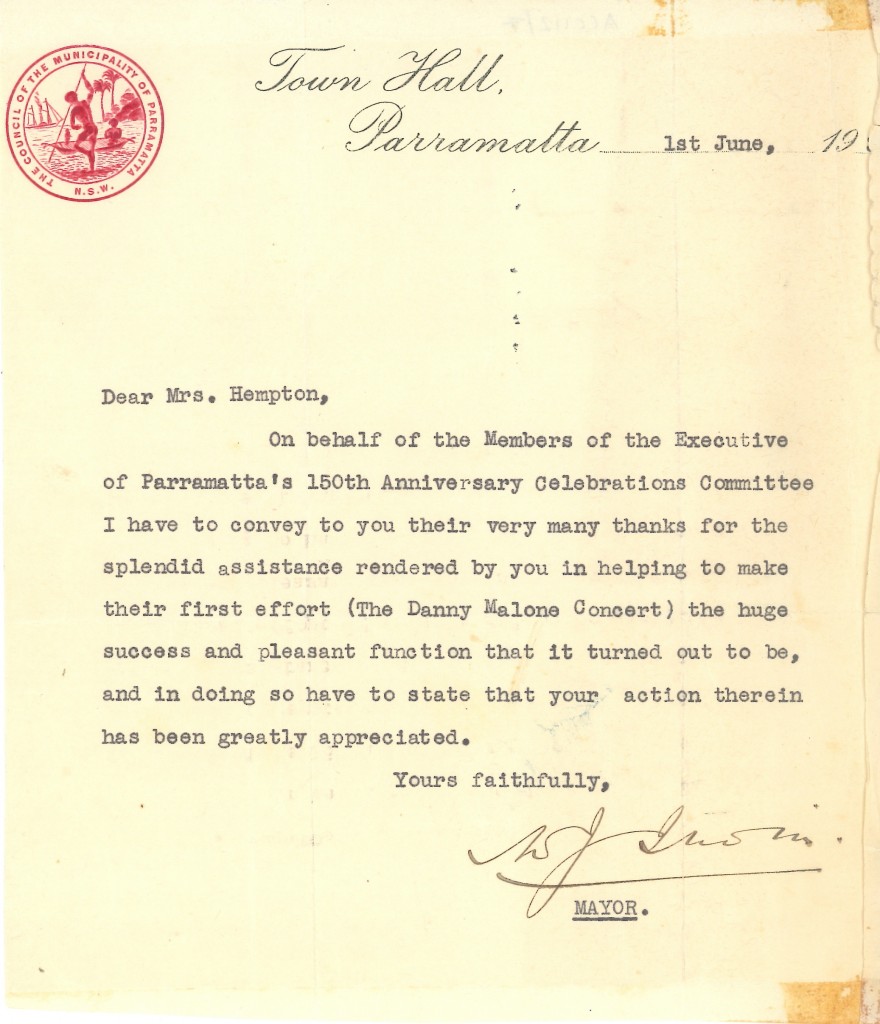 THE COUNCIL OF THE MUNICIPALITY OF PARRAMATTA
N.S.W.
Town Hall,
Parramatta 1st June, 19
Dear Mrs. Hempton,
On behalf of the Members of the Executive
of Parramatta's 150th Anniversary Celebrations Committee
I have to convey to you their very many thanks for the
splendid assistance rendered by you in helping to make
their first effort (The Danny Malone Concert) the huge
success and pleasant function that it turned out to be,
and in doing so have to state that your action therein
has been greatly appreciated.
Yours faithfully,
W J Irwin.
MAYOR.